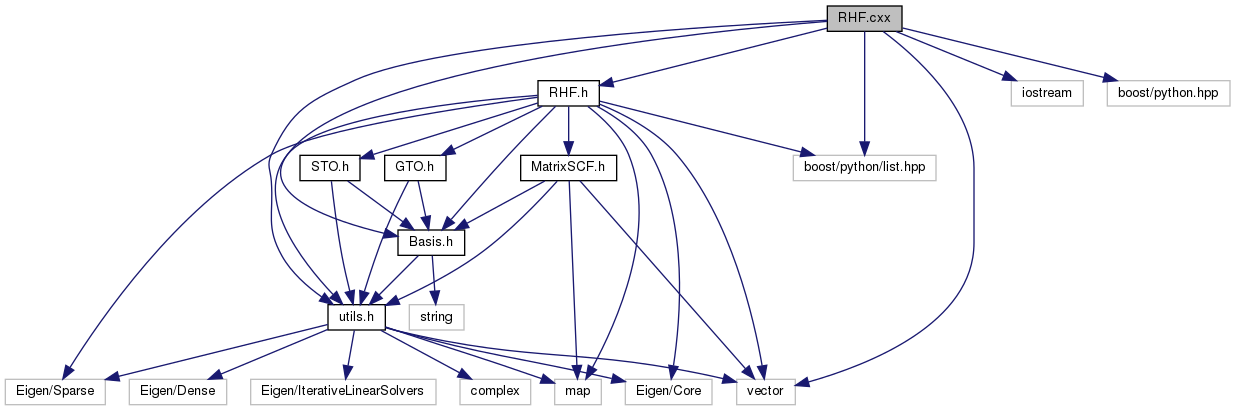 RHF.cxx
RHF.h
iostream
boost/python.hpp
STO.h
GTO.h
MatrixSCF.h
boost/python/list.hpp
Basis.h
utils.h
string
Eigen/Sparse
Eigen/Dense
Eigen/IterativeLinearSolvers
complex
map
Eigen/Core
vector